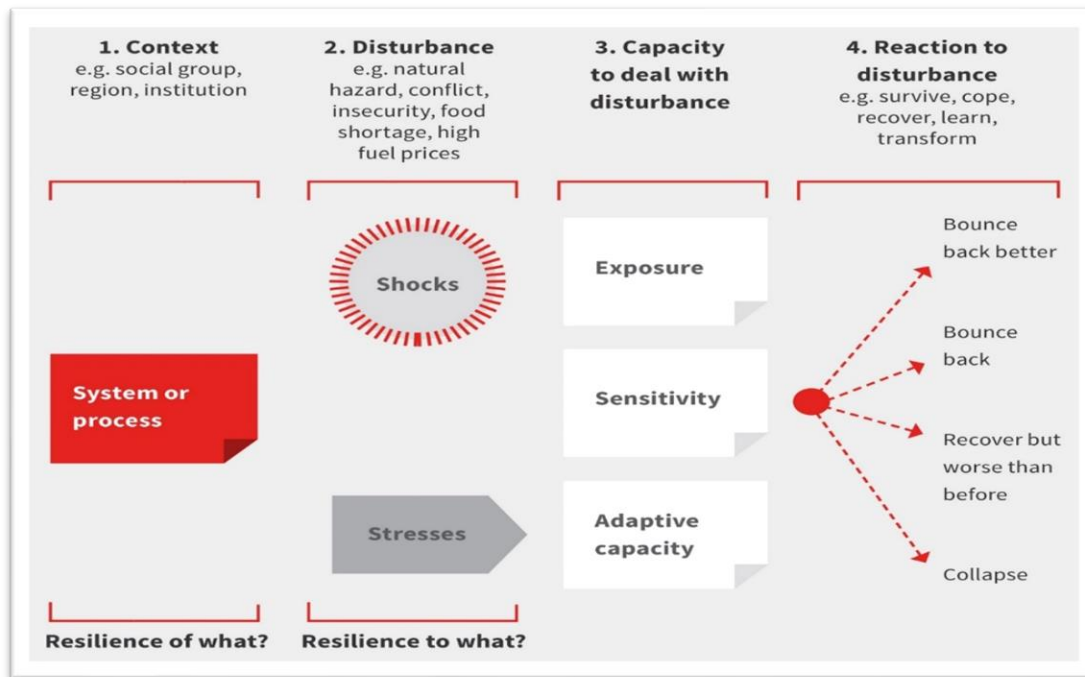 1. Context
e.g. social group,
region, institution
2. Disturbance
e.g. natural
hazard, conflict,
insecurity, food
shortage, high
fuel prices
3. Capacity
to deal with
disturbance
4. Reaction to
disturbance
e.g. survive, cope,
recover, learn,
transform
System or
process
Shocks
Stresses
Exposure
Sensitivity
Adaptive
capacity
Bounce
back better
Bounce
back
Recover but
worse than
before
Collapse
Resilience of what?
Resilience to what?